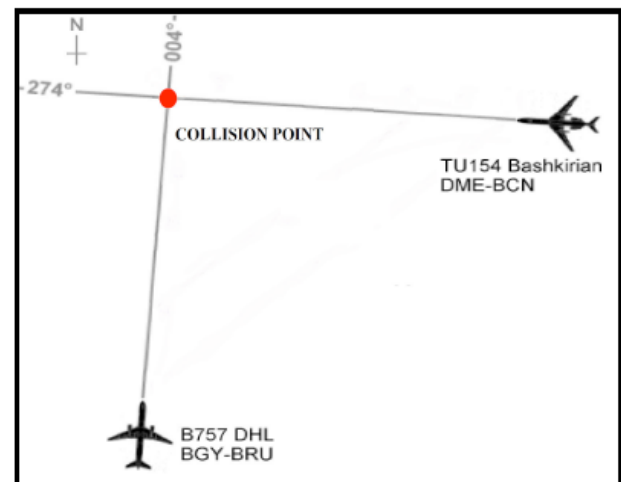 N
004°-
-274°
COLLISION POINT
TU154 Bashkirian
DME-BCN
B757 DHL
BGY-BRU